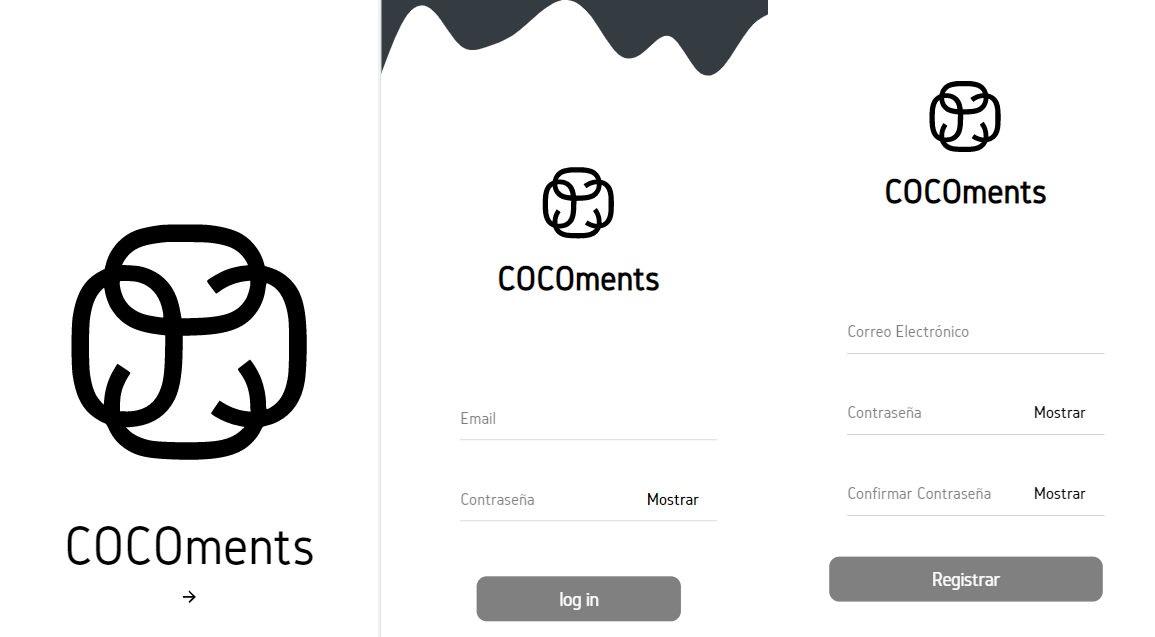 COCOments
→
COCOments
Email
Contraseña Mostrar
log in
COCOments
Correo Electrónico
Contraseña Mostrar
Confirmar Contraseña Mostrar
Registrar